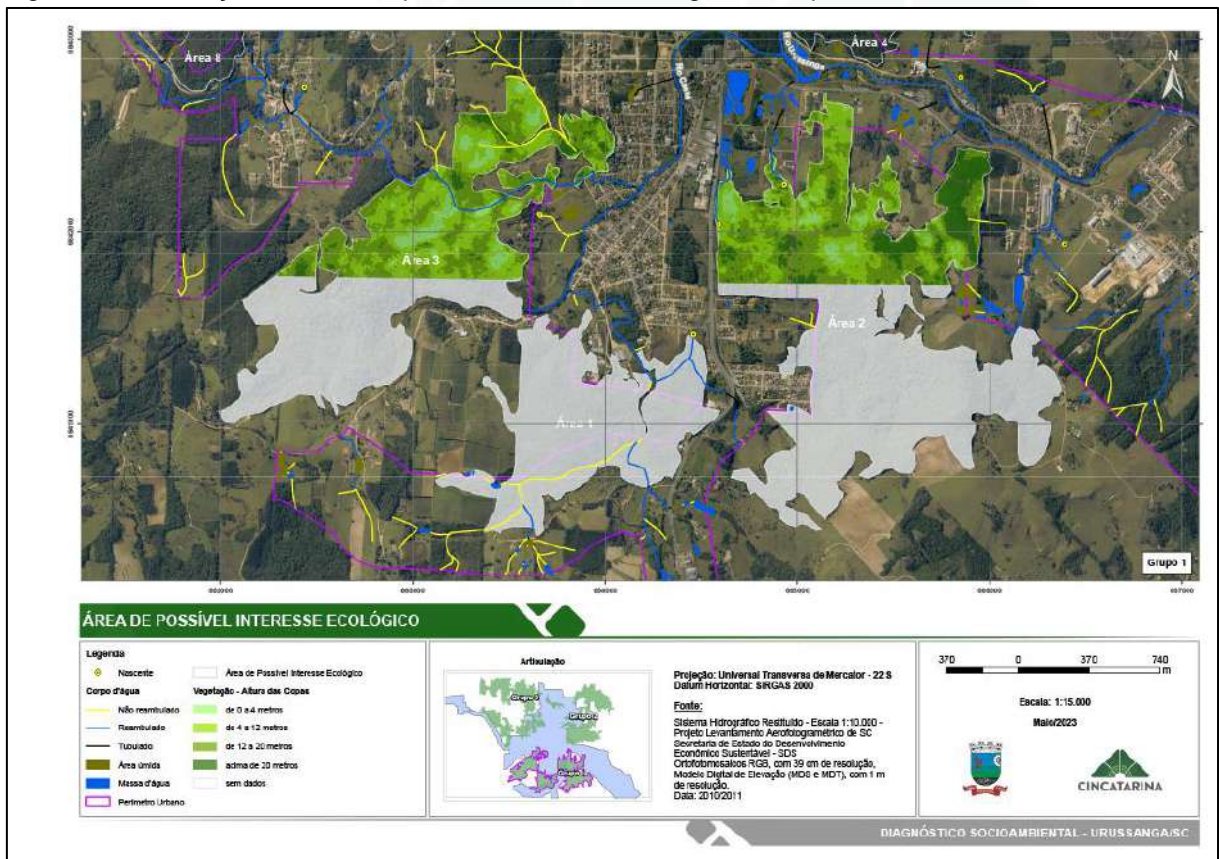 Área 8
Área 4
Rio Urussanga
Rio Caeté
N
Área 3
Área 2
Área 1
Grupo 1
ÁREA DE POSSÍVEL INTERESSE ECOLÓGICO
Legenda
Nascente
Área de Possível Interesse Ecológico
Corpo d'água
Vegetação - Altura das Copas
Não reambulado
de 0 a 4 metros
Reambulado
de 4 a 12 metros
Tubulado
de 12 a 20 metros
Área úmida
acima de 20 metros
Massa d'água
sem dados
Perímetro Urbano
Articulação
Projeção: Universal Transversa de Mercator - 22 S
Datum Horizontal: SIRGAS 2000
Fonte:
Sistema Hidrográfico Restituído - Escala 1:10.000 -
Projeto Levantamento Aerofotogramétrico de SC
Secretaria de Estado do Desenvolvimento
Econômico Sustentável - SDS
Ortofotomosaicos RGB, com 39 cm de resolução,
Modelo Digital de Elevação (MDS e MDT), com 1 m
de resolução.
Data: 2010/2011
370 0 370 740
m
Escala: 1:15.000
Maio/2023
CINCATARINA
DIAGNÓSTICO SOCIOAMBIENTAL - URUSSANGA/SC